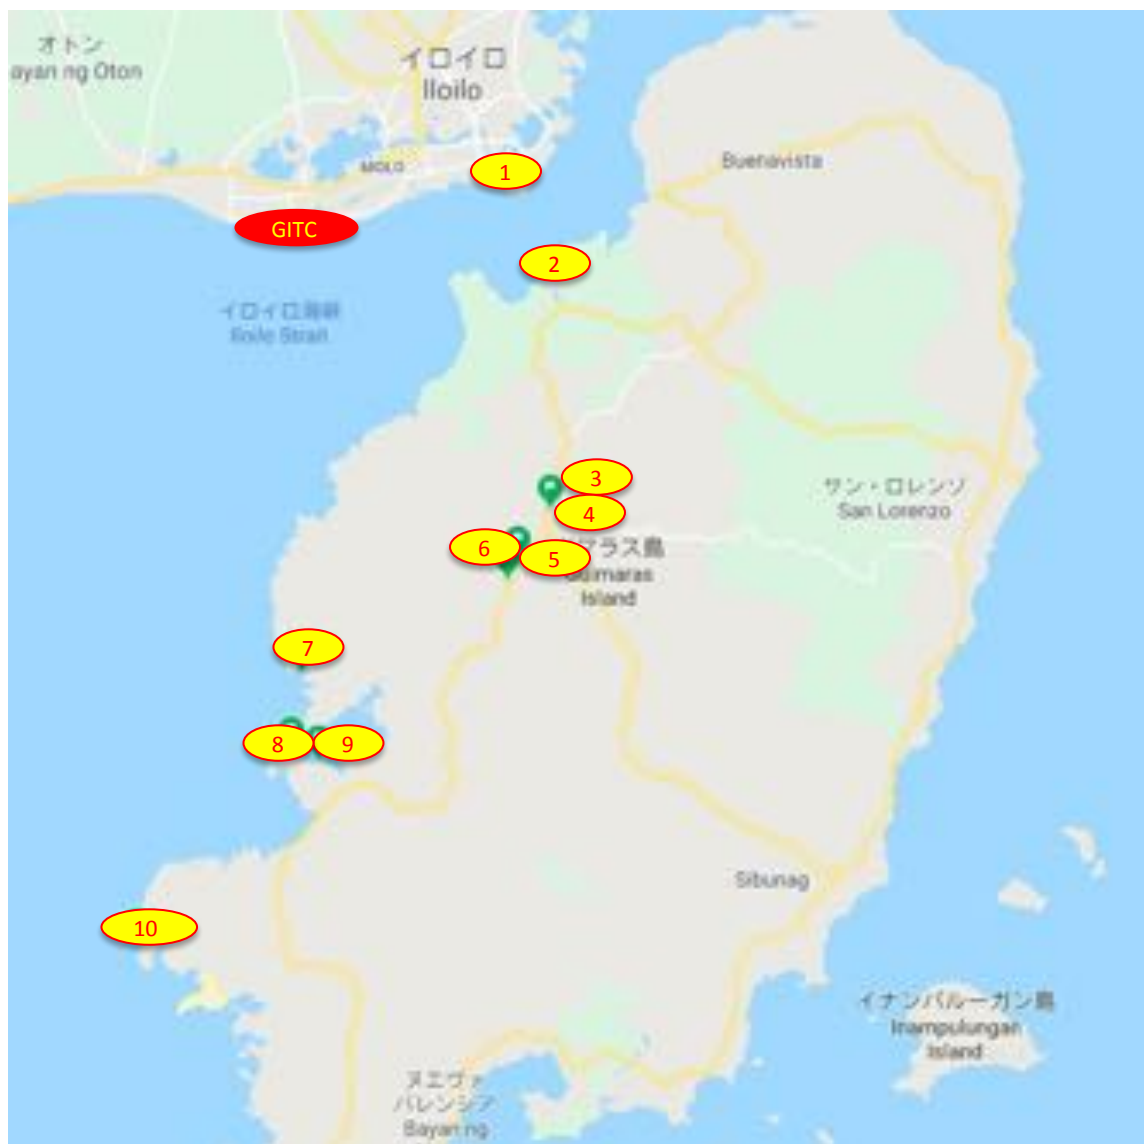 オトン
ayan ng Oton
イロイロ
Iloilo
MOLO
1
Buenavista
GITC
2
イロイロ海峡
Iloilo Strait
3
サン・ロレンソ
San Lorenzo
4
6
5
マラス島
Guimaras
Island
7
8
9
Sibunag
10
イナンパルーガン島
Inampulungan
Island
ヌエヴァ
バレンシア
Bayan ng